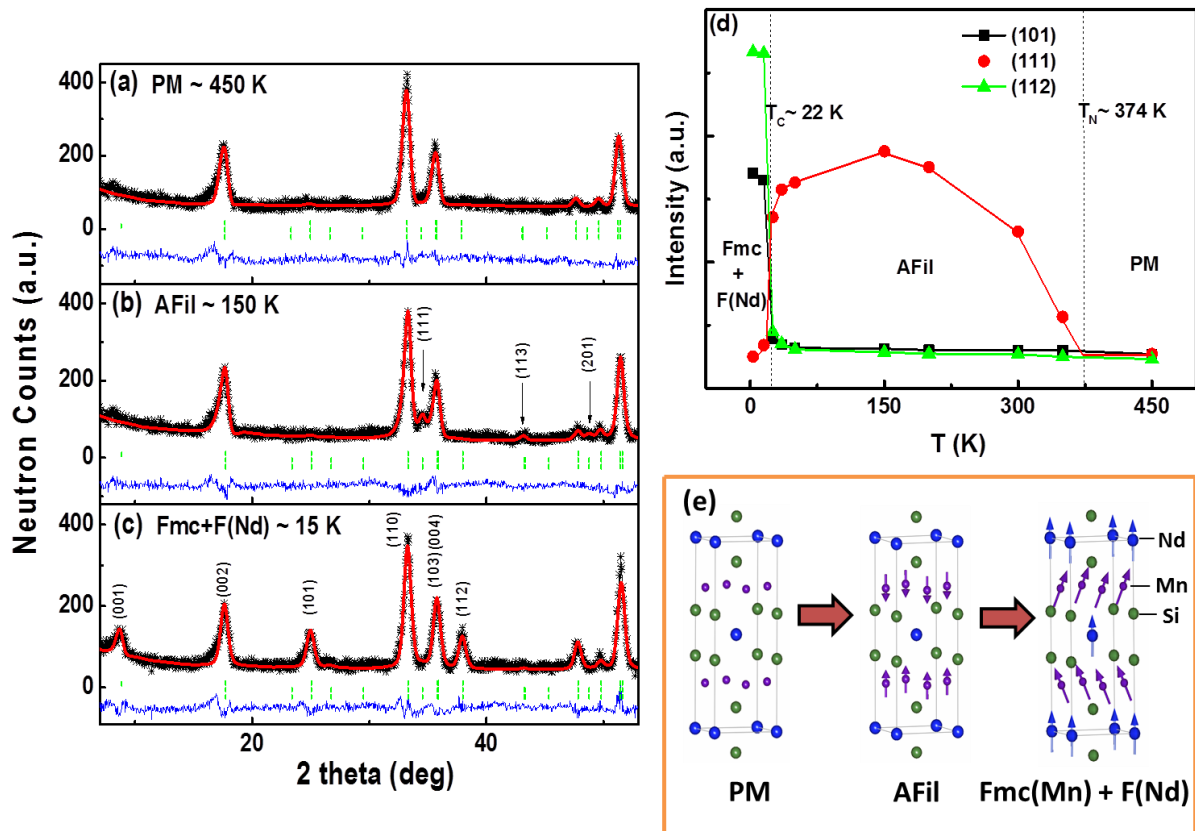 Neutron Counts (a.u.)
(a) PM ~ 450 K
400
200
0
(b) AFil ~ 150 K
(111)
(113)
(201)
400
200
0
(c) Fmc+F(Nd) ~ 15 K
(001)
(002)
(101)
(110)
(103) (004)
(112)
400
200
0
20
40
2 theta (deg)
(d)
(101)
(111)
(112)
TC~ 22 K
TN~ 374 K
Intensity (a.u.)
Fmc
+
F(Nd)
AFil
PM
0
150
300
450
T (K)
(e)
Nd
Mn
Si
PM
AFil
Fmc(Mn) + F(Nd)